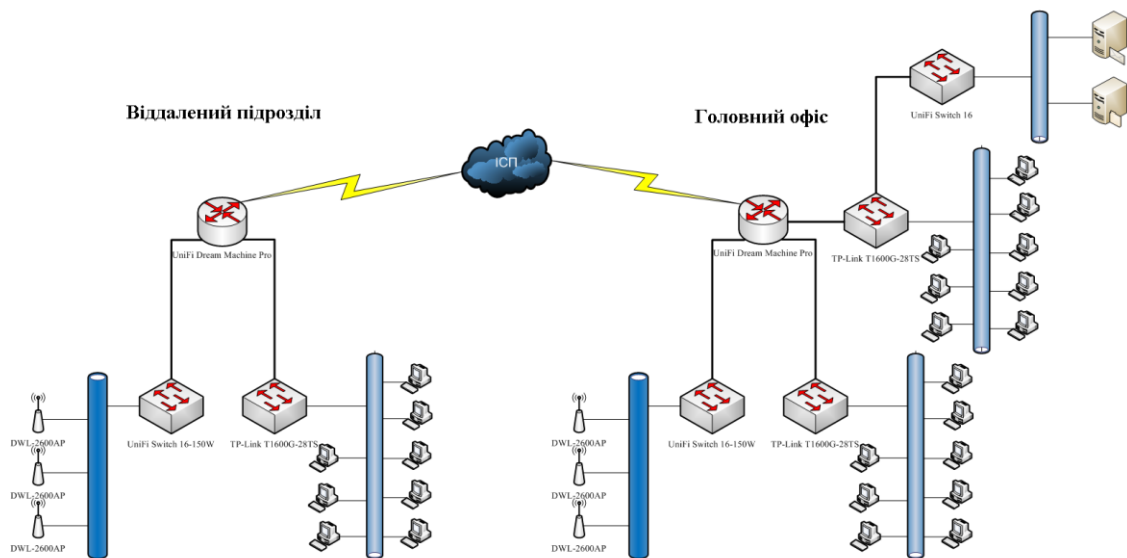 UniFi Switch 16
Віддалений підрозділ
Головний офіс
ІСП
UniFi Dream Machine Pro
UniFi Dream Machine Pro
TP-Link T1600G-28TS
UniFi Switch 16-150W
TP-Link T1600G-28TS
UniFi Switch 16-150W
TP-Link T1600G-28TS
DWL-2600AP
DWL-2600AP
DWL-2600AP
DWL-2600AP
DWL-2600AP
DWL-2600AP